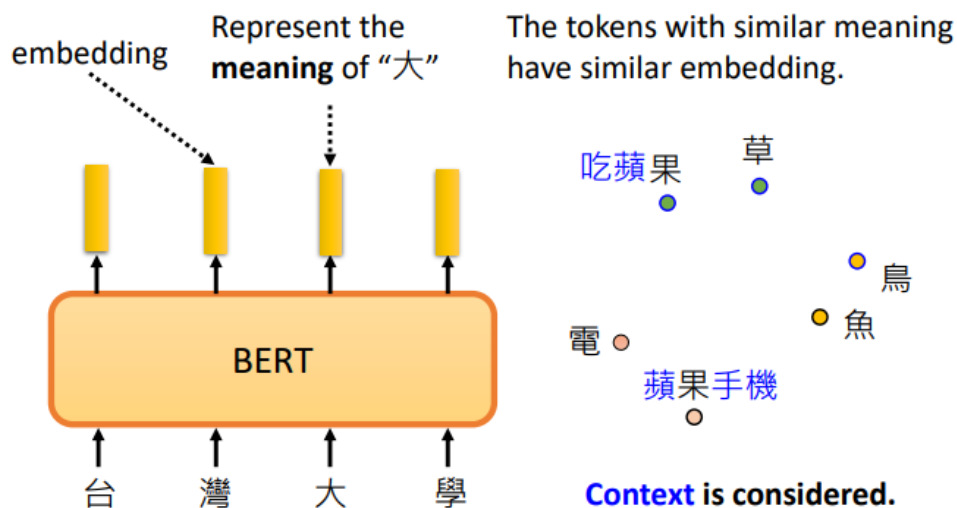 embedding
Represent the
meaning of “大”
The tokens with similar meaning
have similar embedding.
吃蘋果
草
鳥
魚
電
蘋果手機
BERT
台 灣 大 學
Context is considered.